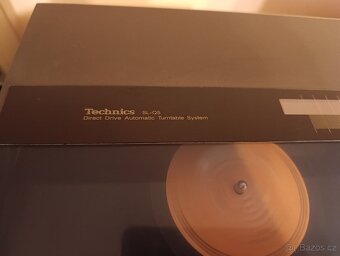 Technics SL-Q5
Direct Drive Automatic Turntable System
©Bazos.cz